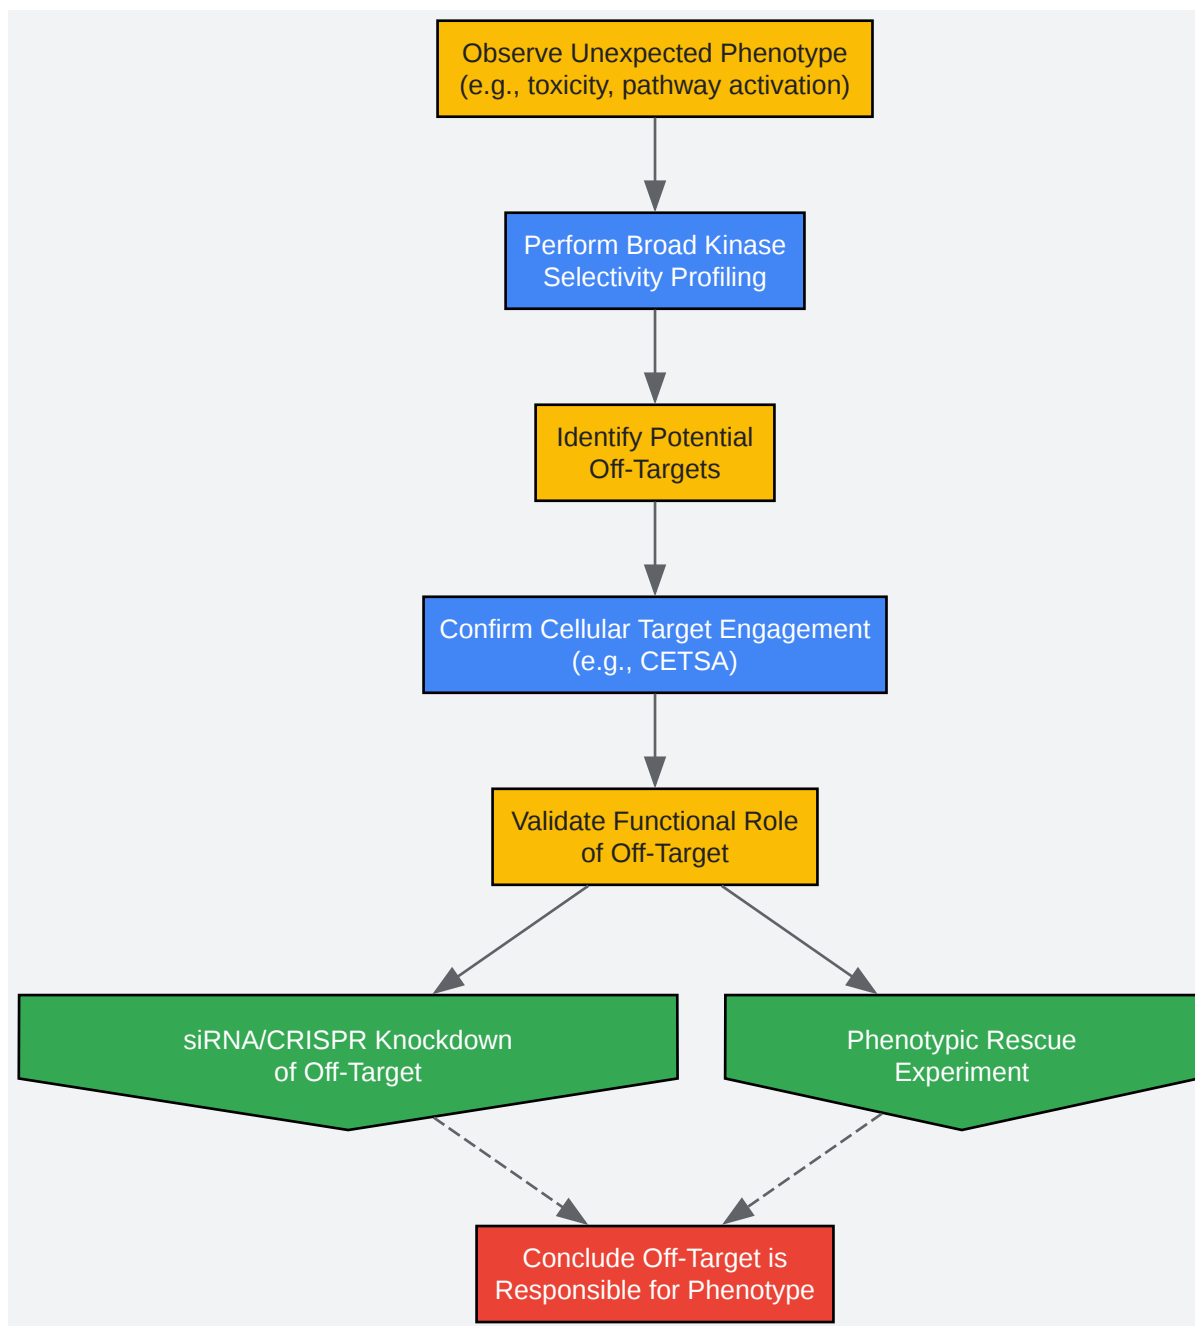 Observe Unexpected Phenotype
(e.g., toxicity, pathway activation)
Perform Broad Kinase
Selectivity Profiling
Identify Potential
Off-Targets
Confirm Cellular Target Engagement
(e.g., CETSA)
Validate Functional Role
of Off-Target
siRNA/CRISPR Knockdown
of Off-Target
Phenotypic Rescue
Experiment
Conclude Off-Target is
Responsible for Phenotype